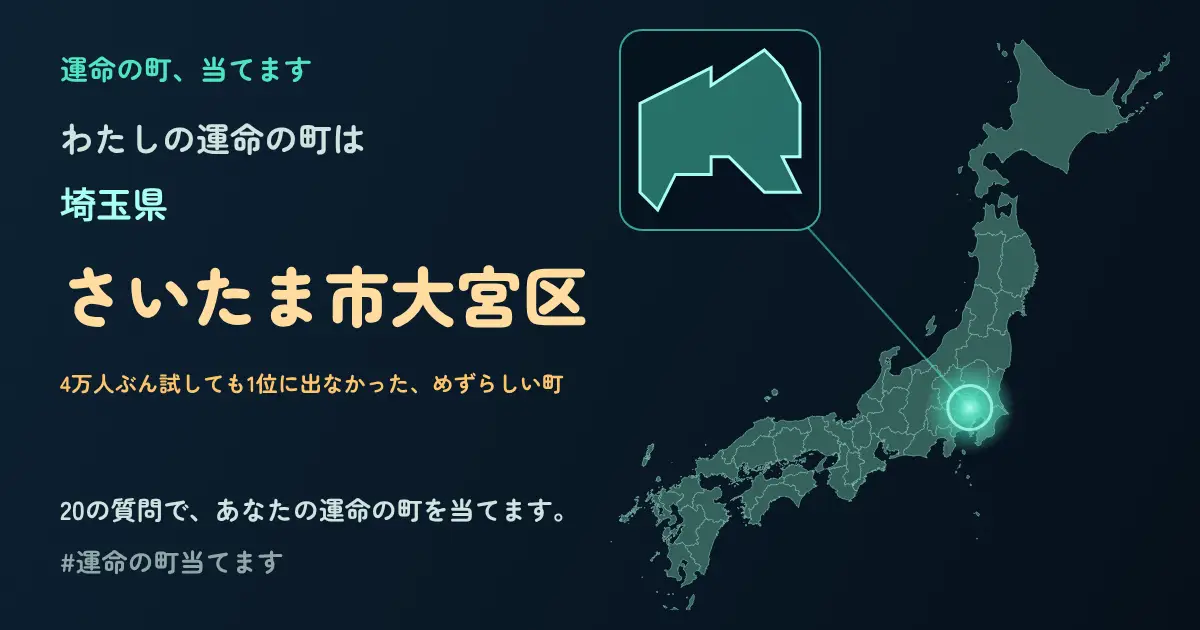 運命の町、当てます
わたしの運命の町は
埼玉県
さいたま市大宮区
4万人ぶん試しても1位に出なかった、めずらしい町
20の質問で、あなたの運命の町を当てます。
#運命の町当てます